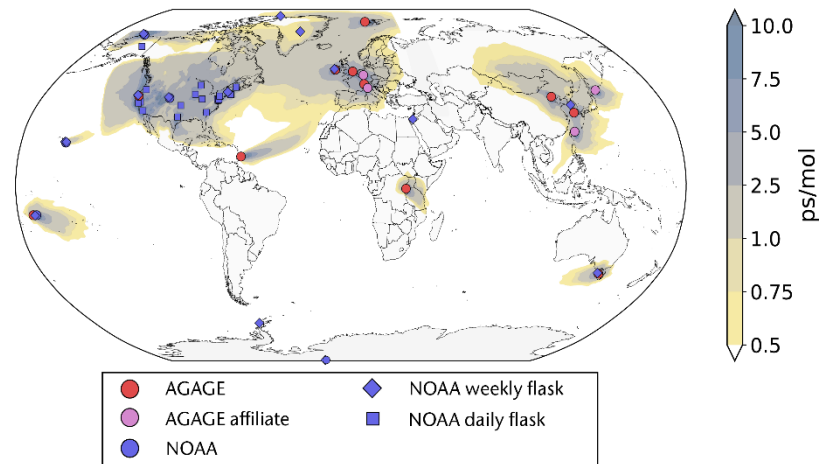 10.0
7.5
5.0
2.5
1.0
0.75
0.5
ps/mol
AGAGE
AGAGE affiliate
NOAA
NOAA weekly flask
NOAA daily flask